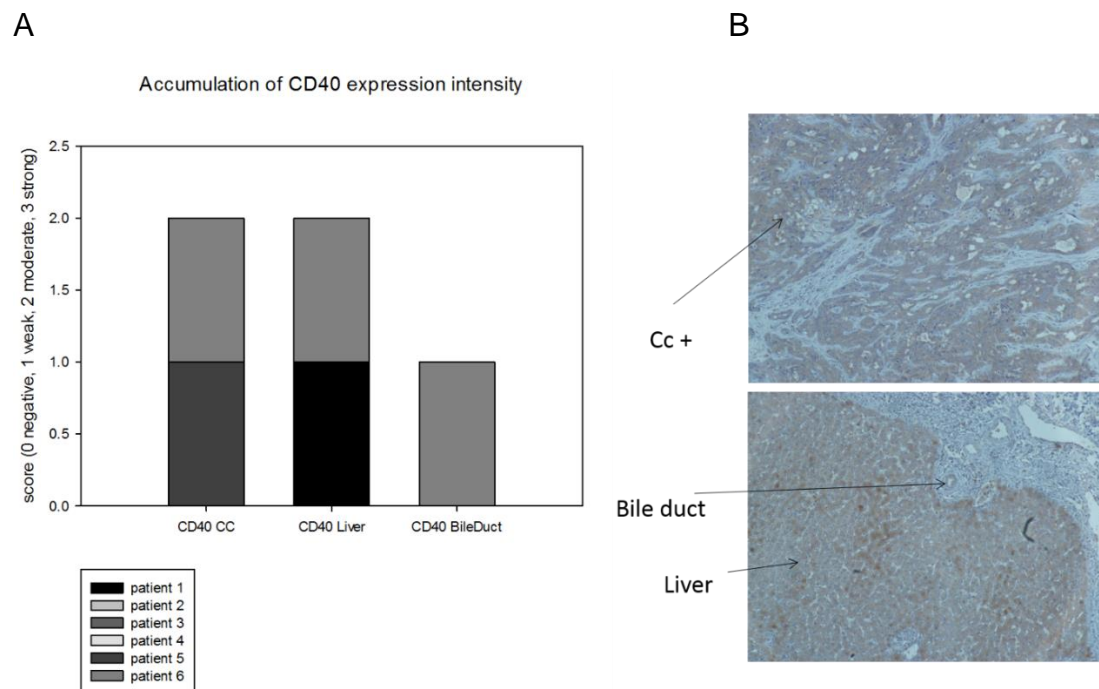 A
B
Accumulation of CD40 expression intensity
score (0 negative, 1 weak, 2 moderate, 3 strong)
2.5
2.0
1.5
1.0
0.5
0.0
CD40 CC
CD40 Liver
CD40 BileDuct
patient 1
patient 2
patient 3
patient 4
patient 5
patient 6
Cc +
Bile duct
Liver